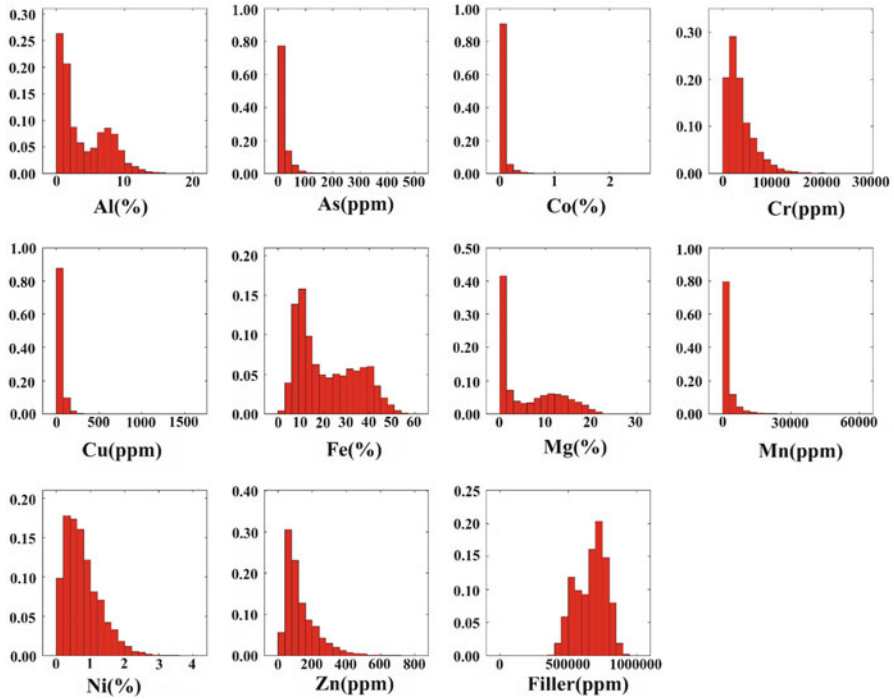 0.30
0.25
0.20
0.15
0.10
0.05
0.00
0 10 20
Al(%)
1.00
0.80
0.60
0.40
0.20
0.00
0 100 200 300 400 500
As(ppm)
1.00
0.80
0.60
0.40
0.20
0.00
0 1 2
Co(%)
0.30
0.20
0.10
0.00
0 10000 20000 30000
Cr(ppm)
1.00
0.80
0.60
0.40
0.20
0.00
0 500 1000 1500
Cu(ppm)
0.20
0.15
0.10
0.05
0.00
0 10 20 30 40 50 60
Fe(%)
0.50
0.40
0.30
0.20
0.10
0.00
0 10 20 30
Mg(%)
1.00
0.80
0.60
0.40
0.20
0.00
0 30000 60000
Mn(ppm)
0.20
0.15
0.10
0.05
0.00
0 1 2 3 4
Ni(%)
0.40
0.30
0.20
0.10
0.00
0 200 400 600 800
Zn(ppm)
0.25
0.20
0.15
0.10
0.05
0.00
0 500000 1000000
Filler(ppm)